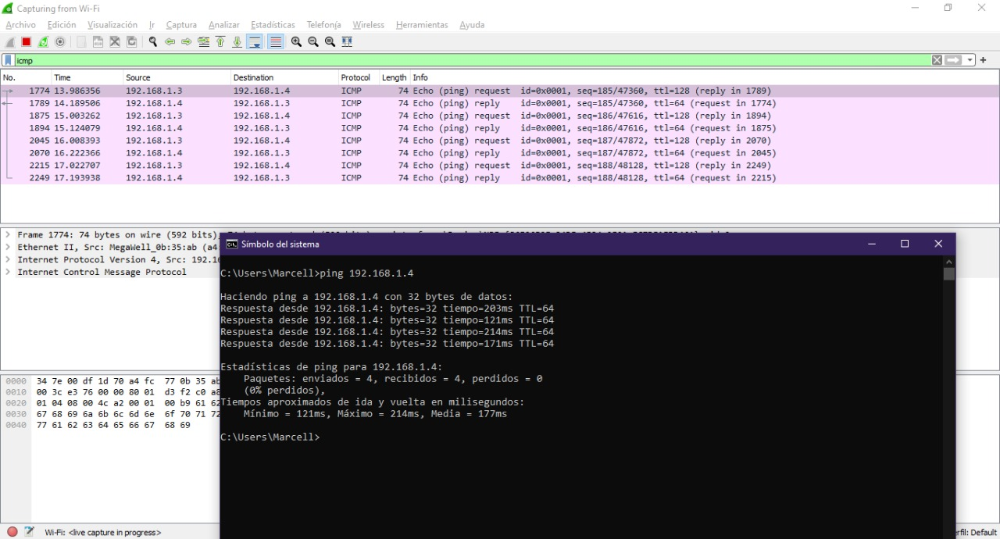 Capturing from Wi-Fi
Archivo Edición Visualización Ir Captura Analizar Estadísticas Telefonía Wireless Herramientas Ayuda
icmp
No. Time Source Destination Protocol Length Info
1774 13.986356 192.168.1.3 192.168.1.4 ICMP 74 Echo (ping) request id=0x0001, seq=185/47360, ttl=128 (reply in 1789)
1789 14.189506 192.168.1.4 192.168.1.3 ICMP 74 Echo (ping) reply id=0x0001, seq=185/47360, ttl=64 (request in 1774)
1875 15.003262 192.168.1.3 192.168.1.4 ICMP 74 Echo (ping) request id=0x0001, seq=186/47616, ttl=128 (reply in 1894)
1894 15.124079 192.168.1.4 192.168.1.3 ICMP 74 Echo (ping) reply id=0x0001, seq=186/47616, ttl=64 (request in 1875)
2045 16.008393 192.168.1.3 192.168.1.4 ICMP 74 Echo (ping) request id=0x0001, seq=187/47872, ttl=128 (reply in 2070)
2070 16.222366 192.168.1.4 192.168.1.3 ICMP 74 Echo (ping) reply id=0x0001, seq=187/47872, ttl=64 (request in 2045)
2215 17.022707 192.168.1.3 192.168.1.4 ICMP 74 Echo (ping) request id=0x0001, seq=188/48128, ttl=128 (reply in 2249)
2249 17.193938 192.168.1.4 192.168.1.3 ICMP 74 Echo (ping) reply id=0x0001, seq=188/48128, ttl=64 (request in 2215)
Frame 1774: 74 bytes on wire (592 bits)
Ethernet II, Src: MegaWell_0b:35:ab (a4:
Internet Protocol Version 4, Src: 192.16
Internet Control Message Protocol
0000 34 7e 00 df 1d 70 a4 fc 77 0b 35 ab
0010 00 3c e3 76 00 00 80 01 d3 f2 c0 a8
0020 01 04 08 00 4c a2 00 01 00 b9 61 62
0030 67 68 69 6a 6b 6c 6d 6e 6f 70 71 72
0040 77 61 62 63 64 65 66 67 68 69
Símbolo del sistema
C:\Users\Marcell>ping 192.168.1.4
Haciendo ping a 192.168.1.4 con 32 bytes de datos:
Respuesta desde 192.168.1.4: bytes=32 tiempo=203ms TTL=64
Respuesta desde 192.168.1.4: bytes=32 tiempo=121ms TTL=64
Respuesta desde 192.168.1.4: bytes=32 tiempo=214ms TTL=64
Respuesta desde 192.168.1.4: bytes=32 tiempo=171ms TTL=64
Estadísticas de ping para 192.168.1.4:
Paquetes: enviados = 4, recibidos = 4, perdidos = 0
(0% perdidos),
Tiempos aproximados de ida y vuelta en milisegundos:
Mínimo = 121ms, Máximo = 214ms, Media = 177ms
C:\Users\Marcell>
Wi-Fi: <live capture in progress>
rfil: Default